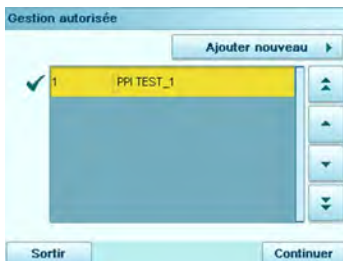 Gestion autorisée
Ajouter nouveau
1 PPI TEST_1
Sortir Continuer